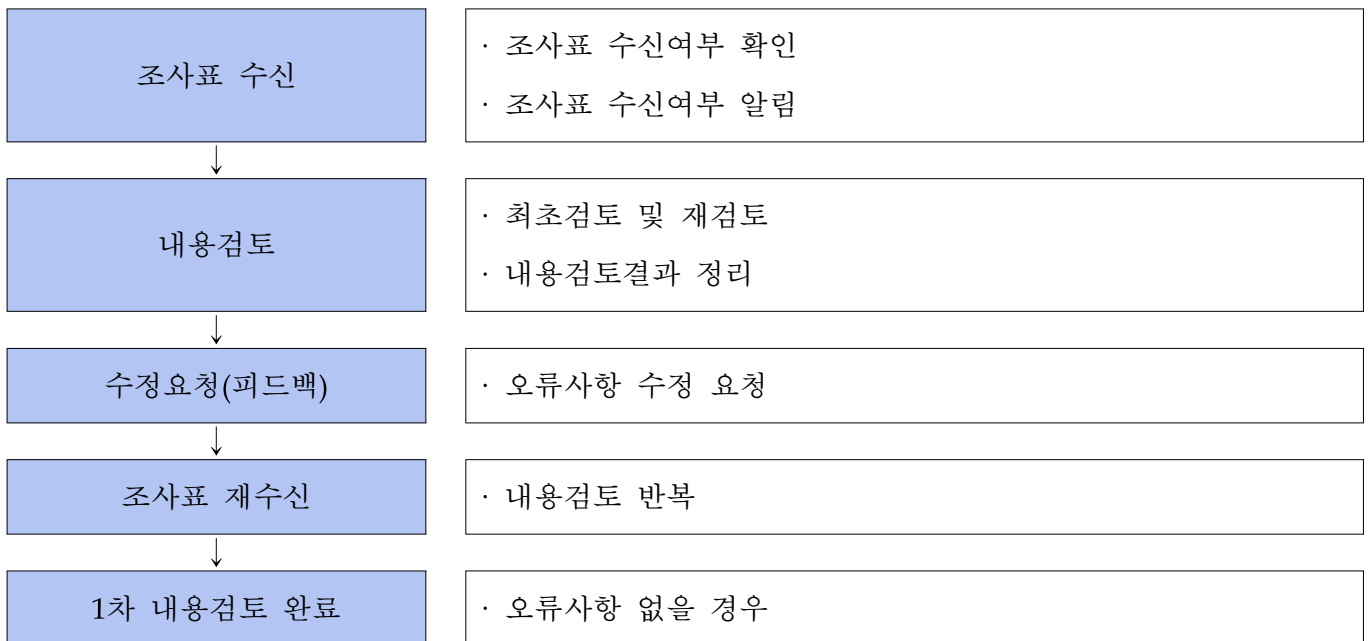 조사표 수신
· 조사표 수신여부 확인
· 조사표 수신여부 알림
내용검토
· 최초검토 및 재검토
· 내용검토결과 정리
수정요청(피드백)
· 오류사항 수정 요청
조사표 재수신
· 내용검토 반복
1차 내용검토 완료
· 오류사항 없을 경우